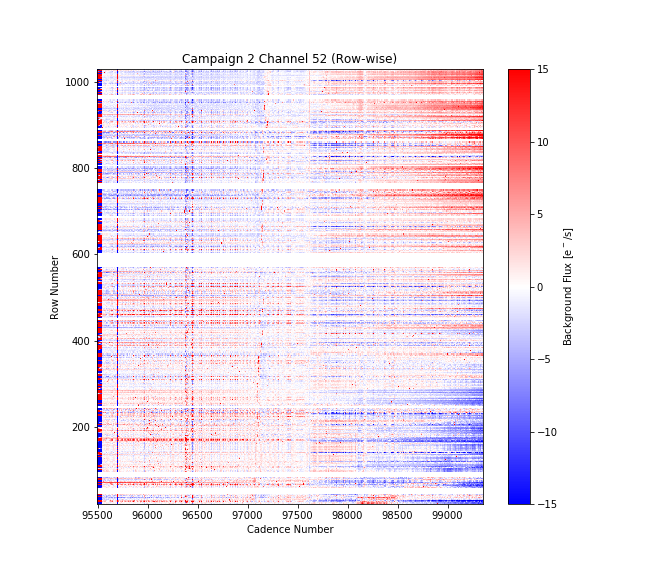 Campaign 2 Channel 52 (Row-wise)
1000
800
600
400
200
Row Number
95500 96000 96500 97000 97500 98000 98500 99000
Cadence Number
15
10
5
0
−5
−10
−15
Background Flux [e⁻/s]